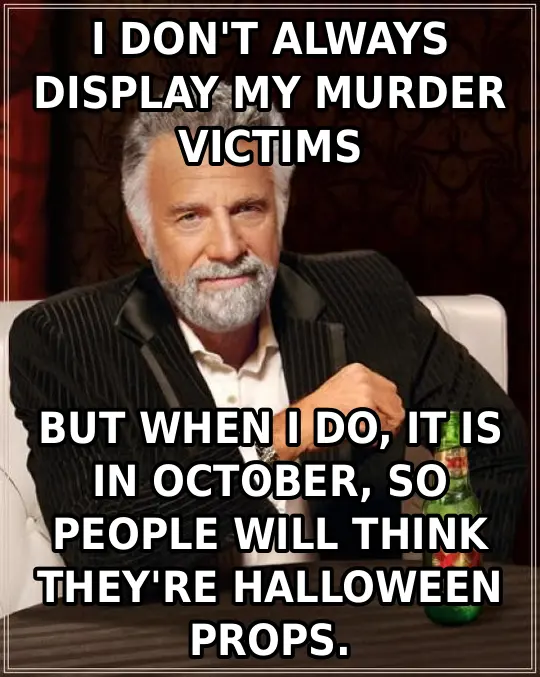 I DON'T ALWAYS
DISPLAY MY MURDER
VICTIMS
BUT WHEN I DO, IT IS
IN OCTOBER, SO
PEOPLE WILL THINK
THEY'RE HALLOWEEN
PROPS.